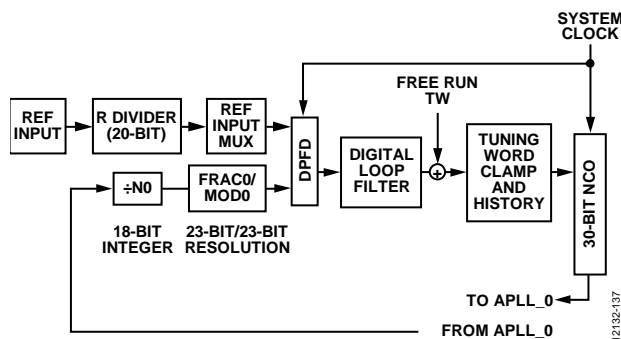 SYSTEM
CLOCK
FREE RUN
TW
REF
INPUT
R DIVIDER
(20-BIT)
REF
INPUT
MUX
DPFD
DIGITAL
LOOP
FILTER
+
TUNING
WORD
CLAMP
AND
HISTORY
30-BIT NCO
÷N0
FRAC0/
MOD0
18-BIT
INTEGER
23-BIT/23-BIT
RESOLUTION
TO APLL_0
FROM APLL_0
12132-137